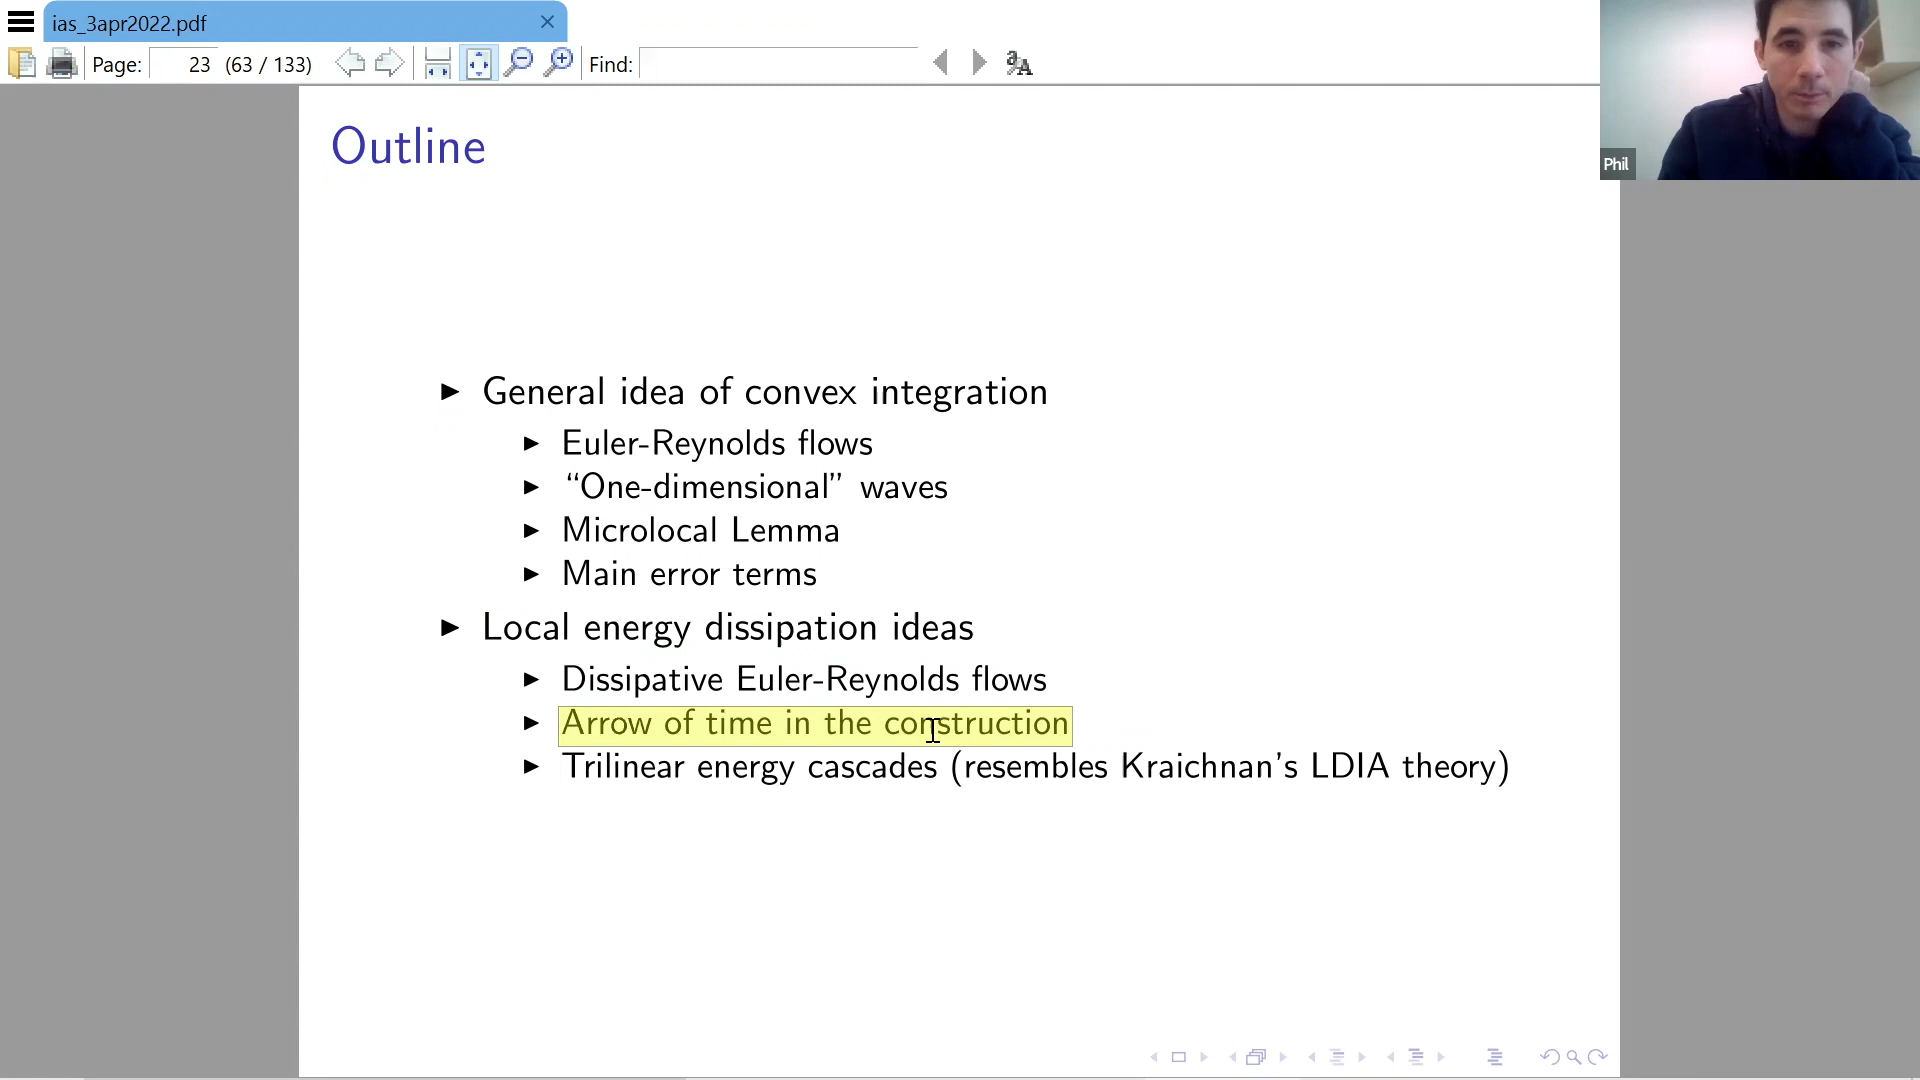 ias_3apr2022.pdf
Page: 23 (63 / 133) Find:
Phil
Outline
General idea of convex integration
Euler-Reynolds flows
“One-dimensional” waves
Microlocal Lemma
Main error terms
Local energy dissipation ideas
Dissipative Euler-Reynolds flows
Arrow of time in the construction
Trilinear energy cascades (resembles Kraichnan’s LDIA theory)